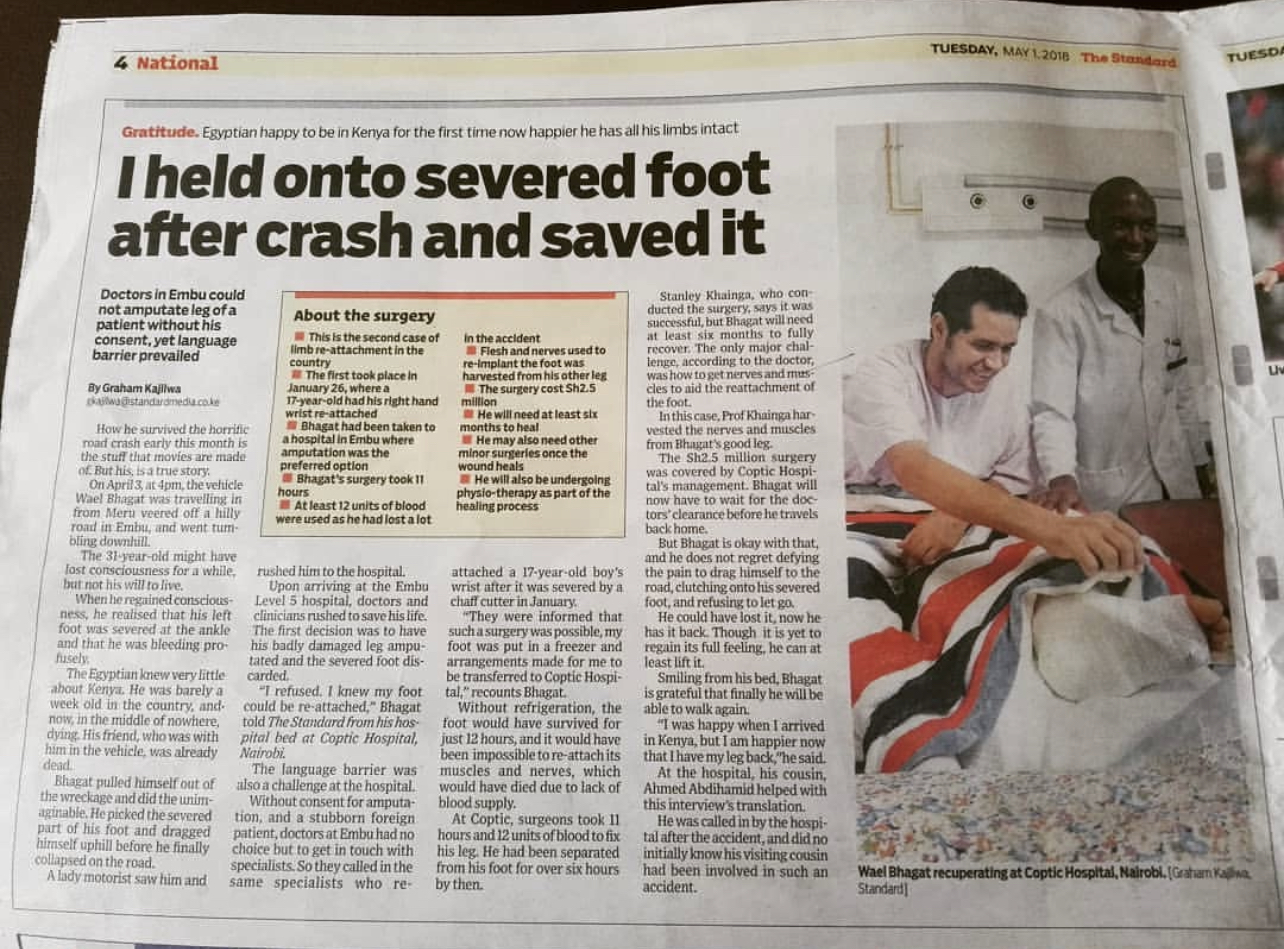 4 National
TUESDAY, MAY 1, 2018 The Standard
TUESDA
Gratitude. Egyptian happy to be in Kenya for the first time now happier he has all his limbs intact
I held onto severed foot
after crash and saved it
Doctors in Embu could
not amputate leg of a
patient without his
consent, yet language
barrier prevailed
By Graham Kajilwa
gkajilwa@standardmedia.co.ke
How he survived the horrific
road crash early this month is
the stuff that movies are made
of. But his, is a true story.
On April 3, at 4pm, the vehicle
Wael Bhagat was travelling in
from Meru veered off a hilly
road in Embu, and went tum-
bling downhill.
The 31-year-old might have
lost consciousness for a while,
but not his will to live.
When he regained conscious-
ness, he realised that his left
foot was severed at the ankle
and that he was bleeding pro-
fusely.
The Egyptian knew very little
about Kenya. He was barely a
week old in the country, and
now, in the middle of nowhere,
dying. His friend, who was with
him in the vehicle, was already
dead.
Bhagat pulled himself out of
the wreckage and did the unim-
aginable. He picked the severed
part of his foot and dragged
himself uphill before he finally
collapsed on the road.
A lady motorist saw him and
About the surgery
This is the second case of
limb re-attachment in the
country
The first took place in
January 26, where a
17-year-old had his right hand
wrist re-attached
Bhagat had been taken to
a hospital in Embu where
amputation was the
preferred option
Bhagat's surgery took 11
hours
At least 12 units of blood
were used as he had lost a lot
in the accident
Flesh and nerves used to
re-implant the foot was
harvested from his other leg
The surgery cost Sh2.5
million
He will need at least six
months to heal
He may also need other
minor surgeries once the
wound heals
He will also be undergoing
physio-therapy as part of the
healing process
rushed him to the hospital.
Upon arriving at the Embu
Level 5 hospital, doctors and
clinicians rushed to save his life.
The first decision was to have
his badly damaged leg ampu-
tated and the severed foot dis-
carded.
"I refused. I knew my foot
could be re-attached," Bhagat
told The Standard from his hos-
pital bed at Coptic Hospital,
Nairobi.
The language barrier was
also a challenge at the hospital.
Without consent for amputa-
tion, and a stubborn foreign
patient, doctors at Embu had no
choice but to get in touch with
specialists. So they called in the
same specialists who re-
attached a 17-year-old boy's
wrist after it was severed by a
chaff cutter in January.
"They were informed that
such a surgery was possible, my
foot was put in a freezer and
arrangements made for me to
be transferred to Coptic Hospi-
tal," recounts Bhagat.
Without refrigeration, the
foot would have survived for
just 12 hours, and it would have
been impossible to re-attach its
muscles and nerves, which
would have died due to lack of
blood supply.
At Coptic, surgeons took 11
hours and 12 units of blood to fix
his leg. He had been separated
from his foot for over six hours
by then.
Stanley Khainga, who con-
ducted the surgery, says it was
successful, but Bhagat will need
at least six months to fully
recover. The only major chal-
lenge, according to the doctor,
was how to get nerves and mus-
cles to aid the reattachment of
the foot.
In this case, Prof Khainga har-
vested the nerves and muscles
from Bhagat's good leg.
The Sh2.5 million surgery
was covered by Coptic Hospi-
tal's management. Bhagat will
now have to wait for the doc-
tors' clearance before he travels
back home.
But Bhagat is okay with that,
and he does not regret defying
the pain to drag himself to the
road, clutching onto his severed
foot, and refusing to let go.
He could have lost it, now he
has it back. Though it is yet to
regain its full feeling, he can at
least lift it.
Smiling from his bed, Bhagat
is grateful that finally he will be
able to walk again.
"I was happy when I arrived
in Kenya, but I am happier now
that I have my leg back,"he said.
At the hospital, his cousin,
Ahmed Abdihamid helped with
this interview's translation.
He was called in by the hospi-
tal after the accident, and did no
initially know his visiting cousin
had been involved in such an
accident.
Wael Bhagat recuperating at Coptic Hospital, Nairobi. [Graham Kajilwa,
Standard]